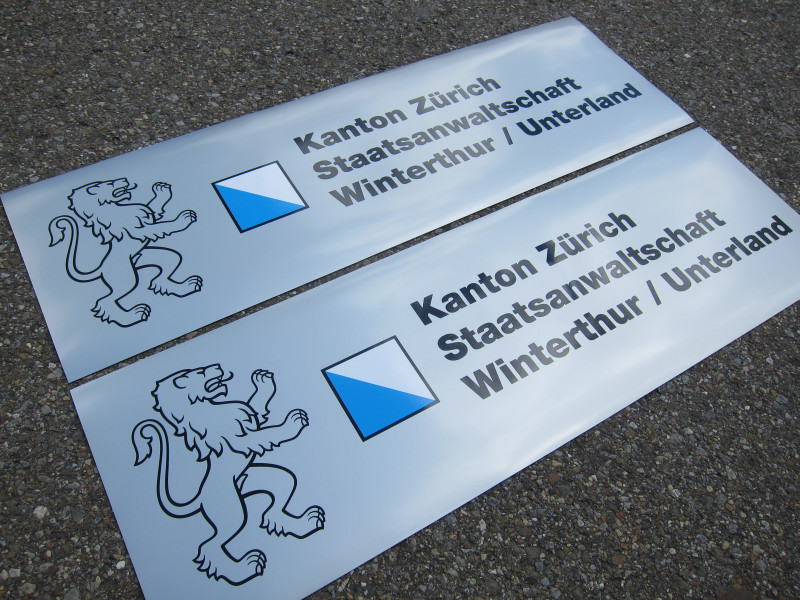 Kanton Zürich
Staatsanwaltschaft
Winterthur / Unterland
Kanton Zürich
Staatsanwaltschaft
Winterthur / Unterland